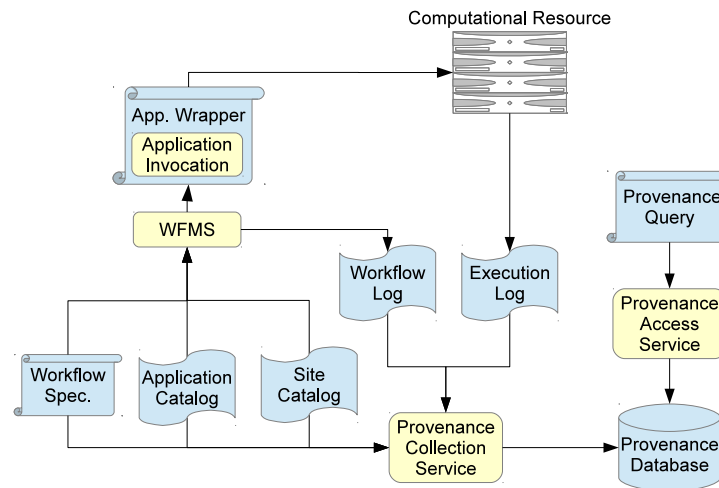 Computational Resource
App. Wrapper
Application
Invocation
WFMS
Provenance
Query
Workflow
Log
Execution
Log
Provenance
Access
Service
Workflow
Spec.
Application
Catalog
Site
Catalog
Provenance
Collection
Service
Provenance
Database